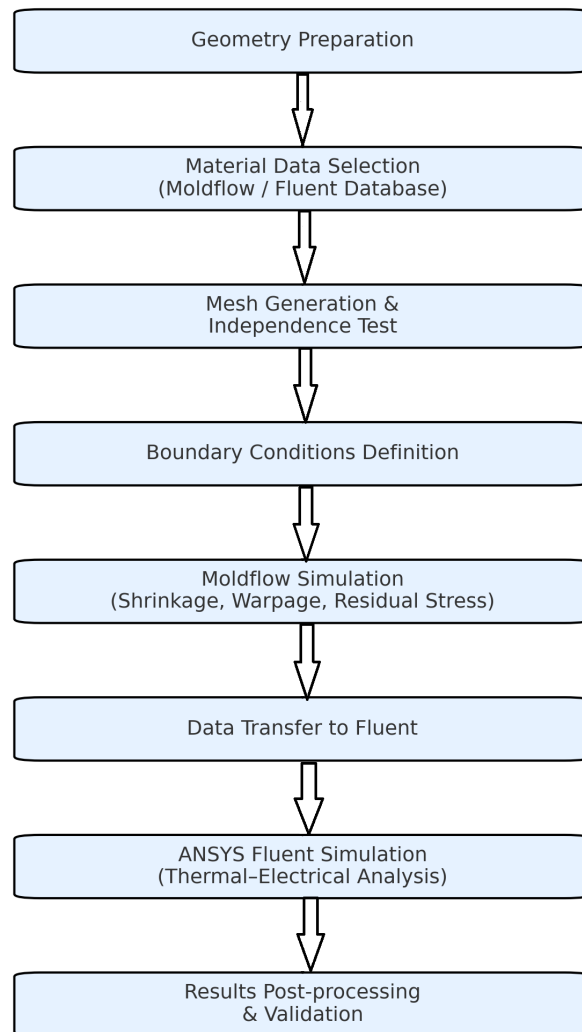 Geometry Preparation
Material Data Selection
(Moldflow / Fluent Database)
Mesh Generation &
Independence Test
Boundary Conditions Definition
Moldflow Simulation
(Shrinkage, Warpage, Residual Stress)
Data Transfer to Fluent
ANSYS Fluent Simulation
(Thermal–Electrical Analysis)
Results Post-processing
& Validation